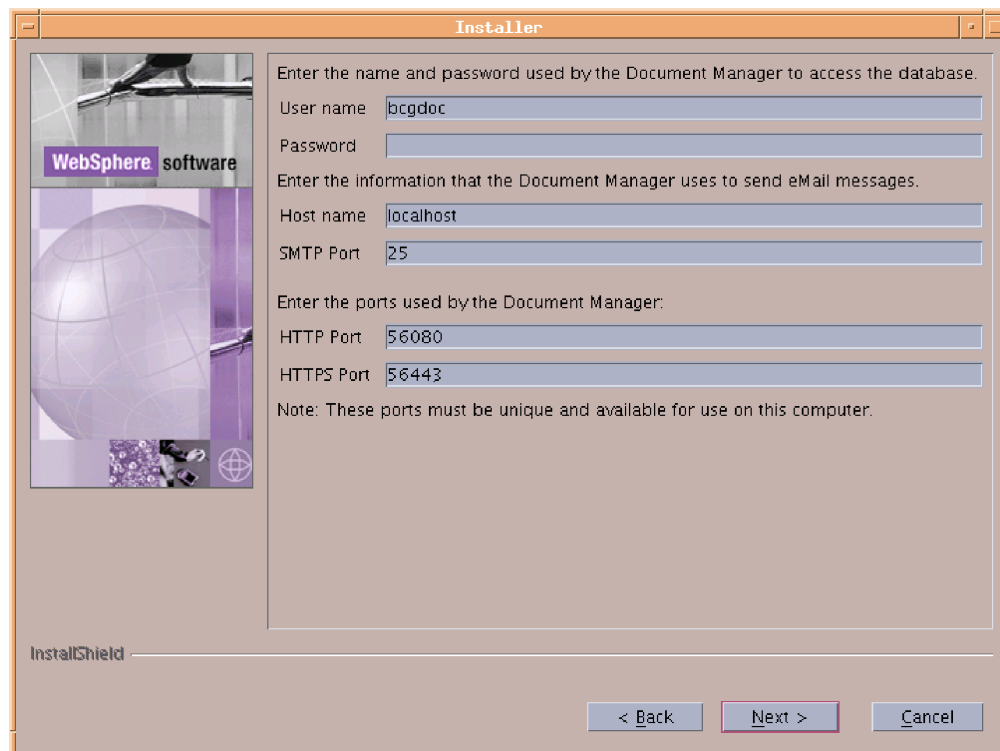 Installer
WebSphere software
Enter the name and password used by the Document Manager to access the database.
User name bcgdoc
Password
Enter the information that the Document Manager uses to send eMail messages.
Host name localhost
SMTP Port 25
Enter the ports used by the Document Manager:
HTTP Port 56080
HTTPS Port 56443
Note: These ports must be unique and available for use on this computer.
InstallShield
< Back Next > Cancel